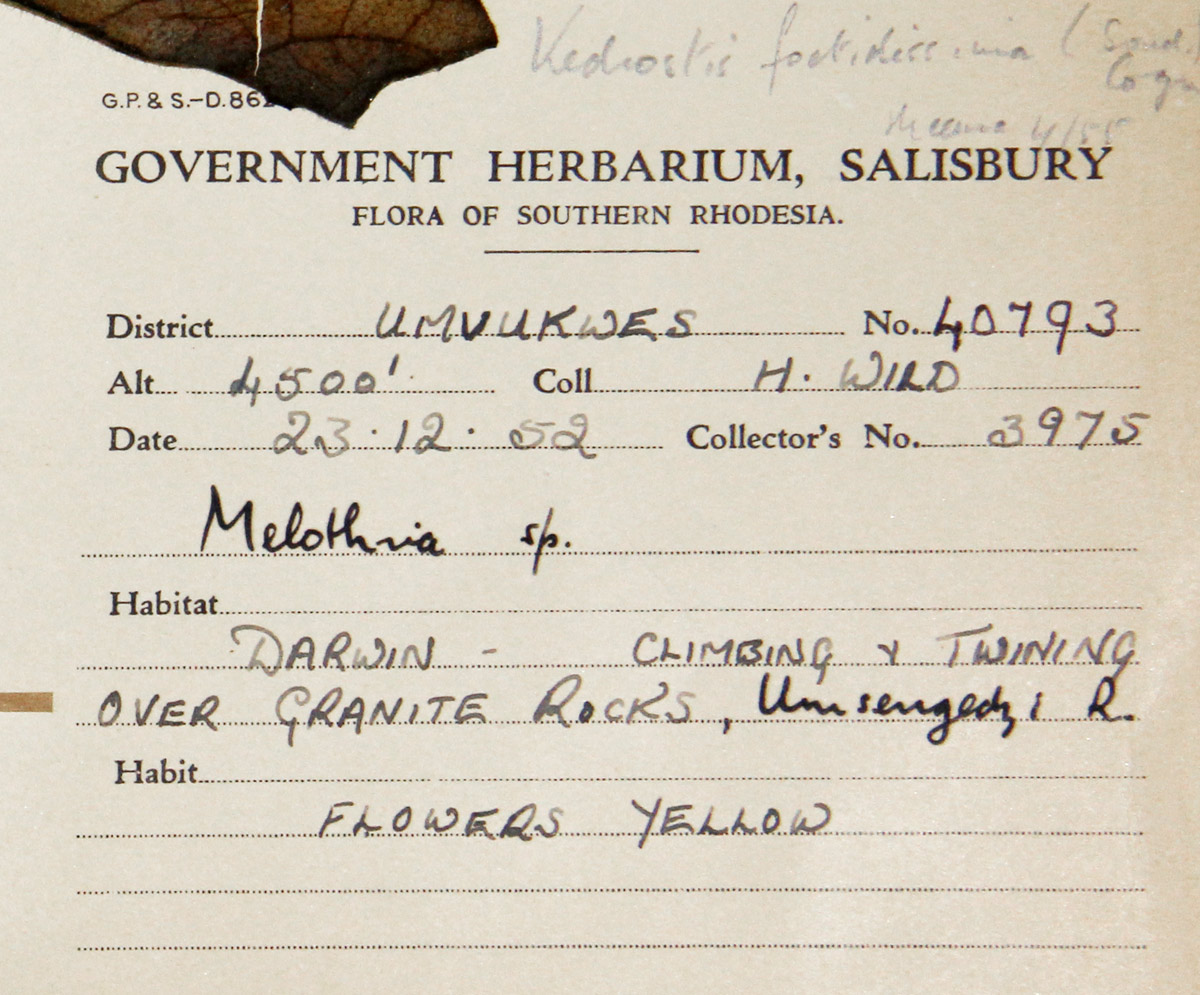 Kedrostis foetidissima (
Cogn
4/55
G.P. & S.—D.862
GOVERNMENT HERBARIUM, SALISBURY
FLORA OF SOUTHERN RHODESIA.
District UMVUKWES No. 40793
Alt 4500' Coll H. WILD
Date 23.12.52 Collector's No. 3975
Melothria sp.
Habitat
DARWIN - CLIMBING & TWINING
OVER GRANITE ROCKS, Umsengedzi R.
Habit
FLOWERS YELLOW